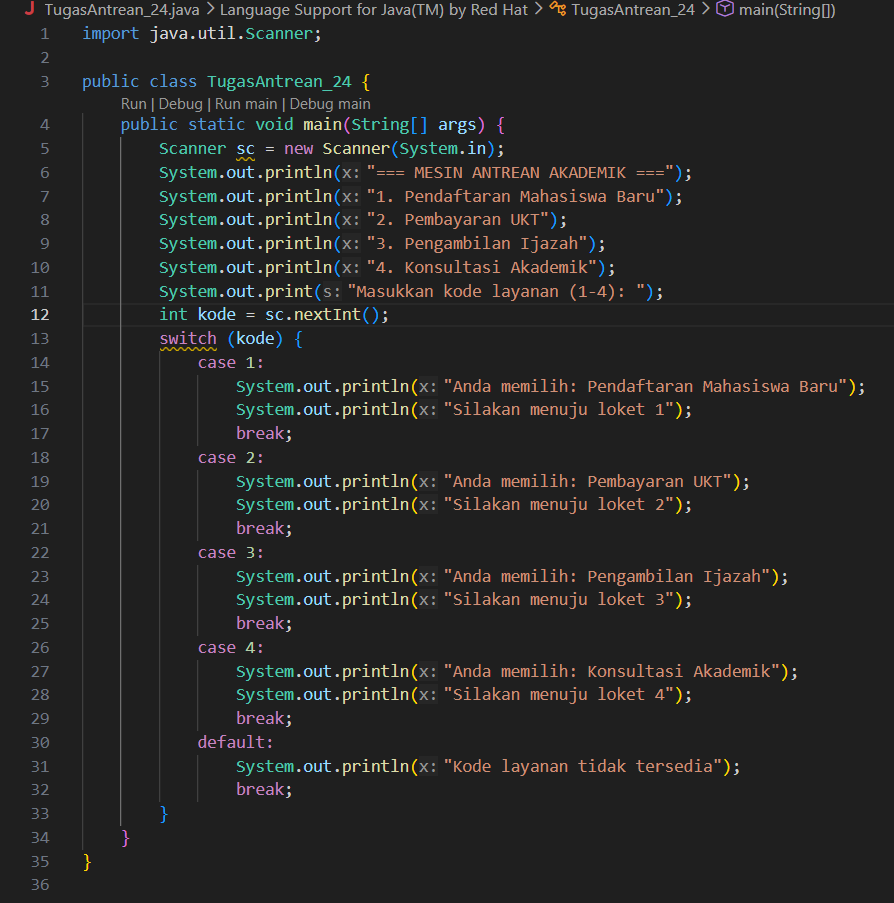 TugasAntrean_24.java > Language Support for Java(TM) by Red Hat > TugasAntrean_24 > main(String[])
1 import java.util.Scanner;
2
3 public class TugasAntrean_24 {
Run | Debug | Run main | Debug main
4 public static void main(String[] args) {
5 Scanner sc = new Scanner(System.in);
6 System.out.println(x: "=== MESIN ANTREAN AKADEMIK ===");
7 System.out.println(x: "1. Pendaftaran Mahasiswa Baru");
8 System.out.println(x: "2. Pembayaran UKT");
9 System.out.println(x: "3. Pengambilan Ijazah");
10 System.out.println(x: "4. Konsultasi Akademik");
11 System.out.print(s: "Masukkan kode layanan (1-4): ");
12 int kode = sc.nextInt();
13 switch (kode) {
14 case 1:
15 System.out.println(x: "Anda memilih: Pendaftaran Mahasiswa Baru");
16 System.out.println(x: "Silakan menuju loket 1");
17 break;
18 case 2:
19 System.out.println(x: "Anda memilih: Pembayaran UKT");
20 System.out.println(x: "Silakan menuju loket 2");
21 break;
22 case 3:
23 System.out.println(x: "Anda memilih: Pengambilan Ijazah");
24 System.out.println(x: "Silakan menuju loket 3");
25 break;
26 case 4:
27 System.out.println(x: "Anda memilih: Konsultasi Akademik");
28 System.out.println(x: "Silakan menuju loket 4");
29 break;
30 default:
31 System.out.println(x: "Kode layanan tidak tersedia");
32 break;
33 }
34 }
35 }
36